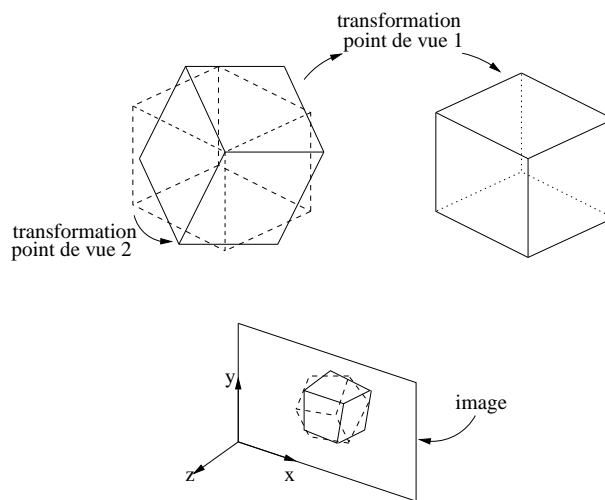 transformation
point de vue 1
transformation
point de vue 2
y
image
z
x